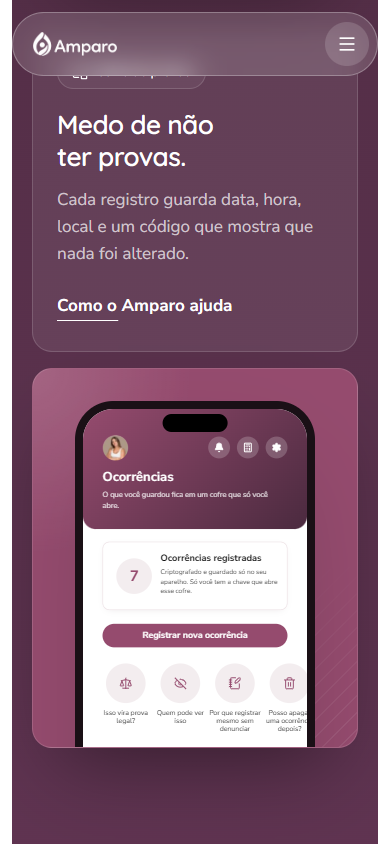 Amparo
Medo de não
ter provas.
Cada registro guarda data, hora,
local e um código que mostra que
nada foi alterado.
Como o Amparo ajuda
Ocorrências
O que você guardou fica em um cofre que só você
abre.
7
Ocorrências registradas
Criptografado e guardado só no seu
aparelho. Só você tem a chave que abre
esse cofre.
Registrar nova ocorrência
Isso vira prova
legal?
Quem pode ver
isso
Por que registrar
mesmo sem
denunciar
Posso apaga
uma ocorrênc
depois?